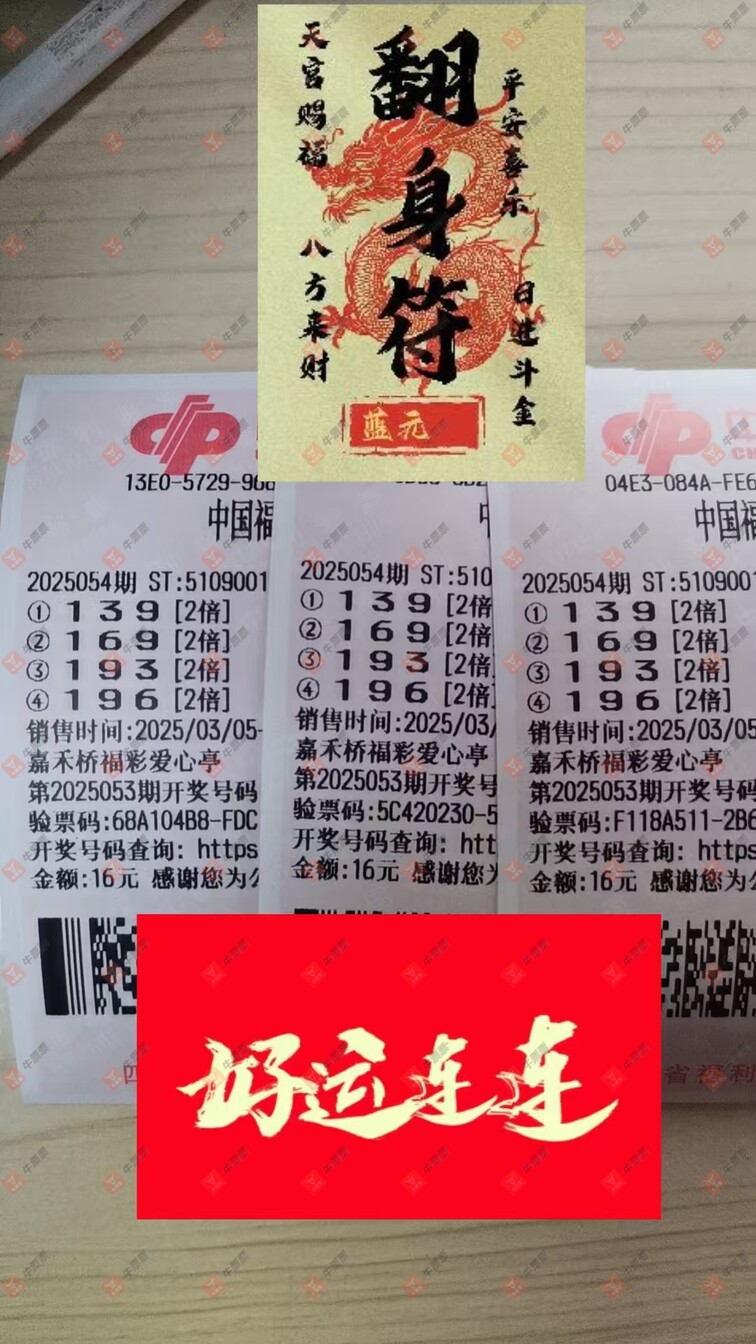 天宫赐福 八方来财
翻身符
平安喜乐 日进斗金
蓝元
13E0-5729-968
04E3-084A-FE6
中国福
中国福
2025054期 ST:5109001
① 1 3 9 [2倍]
② 1 6 9 [2倍]
③ 1 9 3 [2倍]
④ 1 9 6 [2倍]
销售时间:2025/03/05-
嘉禾桥福彩爱心亭
第2025053期开奖号码
验票码:68A104B8-FDC
开奖号码查询: https
金额:16元 感谢您为公
2025054期 ST:510
① 1 3 9 [2倍
② 1 6 9 [2倍
③ 1 9 3 [2倍
④ 1 9 6 [2倍
销售时间:2025/03/
嘉禾桥福彩爱心亭
第2025053期开奖号
验票码:5C420230-5
开奖号码查询: htt
金额:16元 感谢您为
2025054期 ST:510900
① 1 3 9 [2倍]
② 1 6 9 [2倍]
③ 1 9 3 [2倍]
④ 1 9 6 [2倍]
销售时间:2025/03/05
嘉禾桥福彩爱心亭
第2025053期开奖号码
验票码:F118A511-2B6
开奖号码查询: https
金额:16元 感谢您为公
四
省福利
好运连连
牛票票